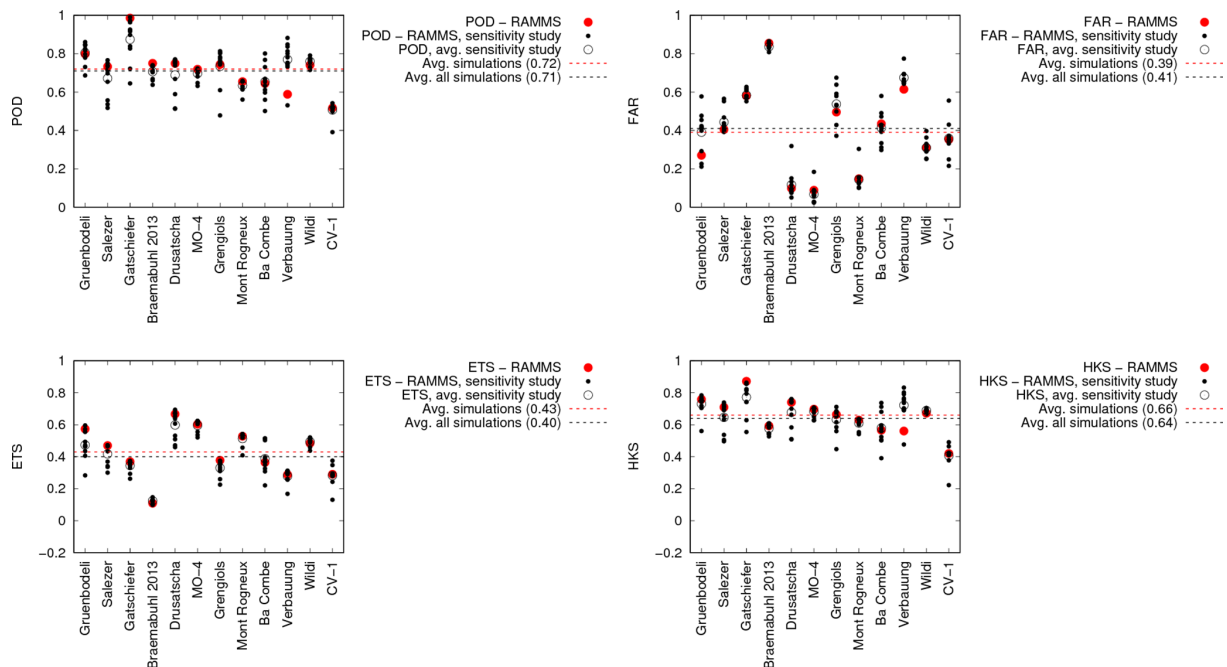 POD − RAMMS
POD − RAMMS, sensitivity study
POD, avg. sensitivity study
Avg. simulations (0.72)
Avg. all simulations (0.71)
1
0.8
0.6
0.4
0.2
0
POD
Gruenbodeli
Salezer
Gatschiefer
Braemabuhl 2013
Drusatscha
MO−4
Grengiols
Mont Rogneux
Ba Combe
Verbauung
Wildi
CV−1
FAR − RAMMS
FAR − RAMMS, sensitivity study
FAR, avg. sensitivity study
Avg. simulations (0.39)
Avg. all simulations (0.41)
1
0.8
0.6
0.4
0.2
0
FAR
Gruenbodeli
Salezer
Gatschiefer
Braemabuhl 2013
Drusatscha
MO−4
Grengiols
Mont Rogneux
Ba Combe
Verbauung
Wildi
CV−1
ETS − RAMMS
ETS − RAMMS, sensitivity study
ETS, avg. sensitivity study
Avg. simulations (0.43)
Avg. all simulations (0.40)
1
0.8
0.6
0.4
0.2
0
−0.2
ETS
Gruenbodeli
Salezer
Gatschiefer
Braemabuhl 2013
Drusatscha
MO−4
Grengiols
Mont Rogneux
Ba Combe
Verbauung
Wildi
CV−1
HKS − RAMMS
HKS − RAMMS, sensitivity study
HKS, avg. sensitivity study
Avg. simulations (0.66)
Avg. all simulations (0.64)
1
0.8
0.6
0.4
0.2
0
−0.2
HKS
Gruenbodeli
Salezer
Gatschiefer
Braemabuhl 2013
Drusatscha
MO−4
Grengiols
Mont Rogneux
Ba Combe
Verbauung
Wildi
CV−1